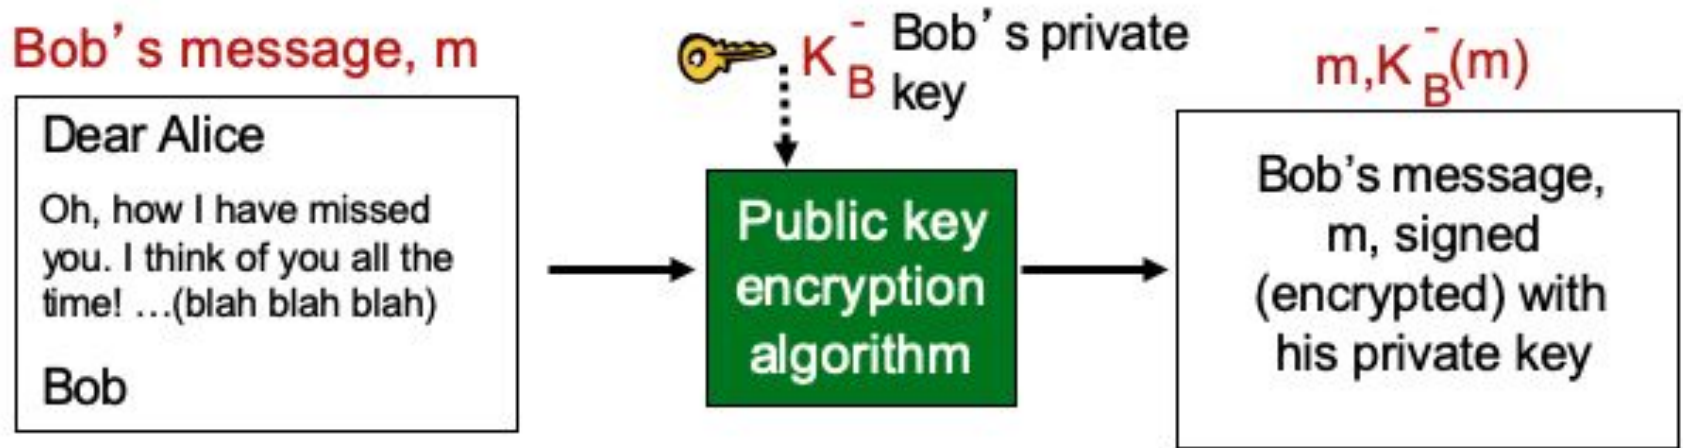 Bob's message, m
Dear Alice
Oh, how I have missed
you. I think of you all the
time! ...(blah blah blah)
Bob
K⁻B Bob's private
key
Public key
encryption
algorithm
m,K⁻B(m)
Bob's message,
m, signed
(encrypted) with
his private key